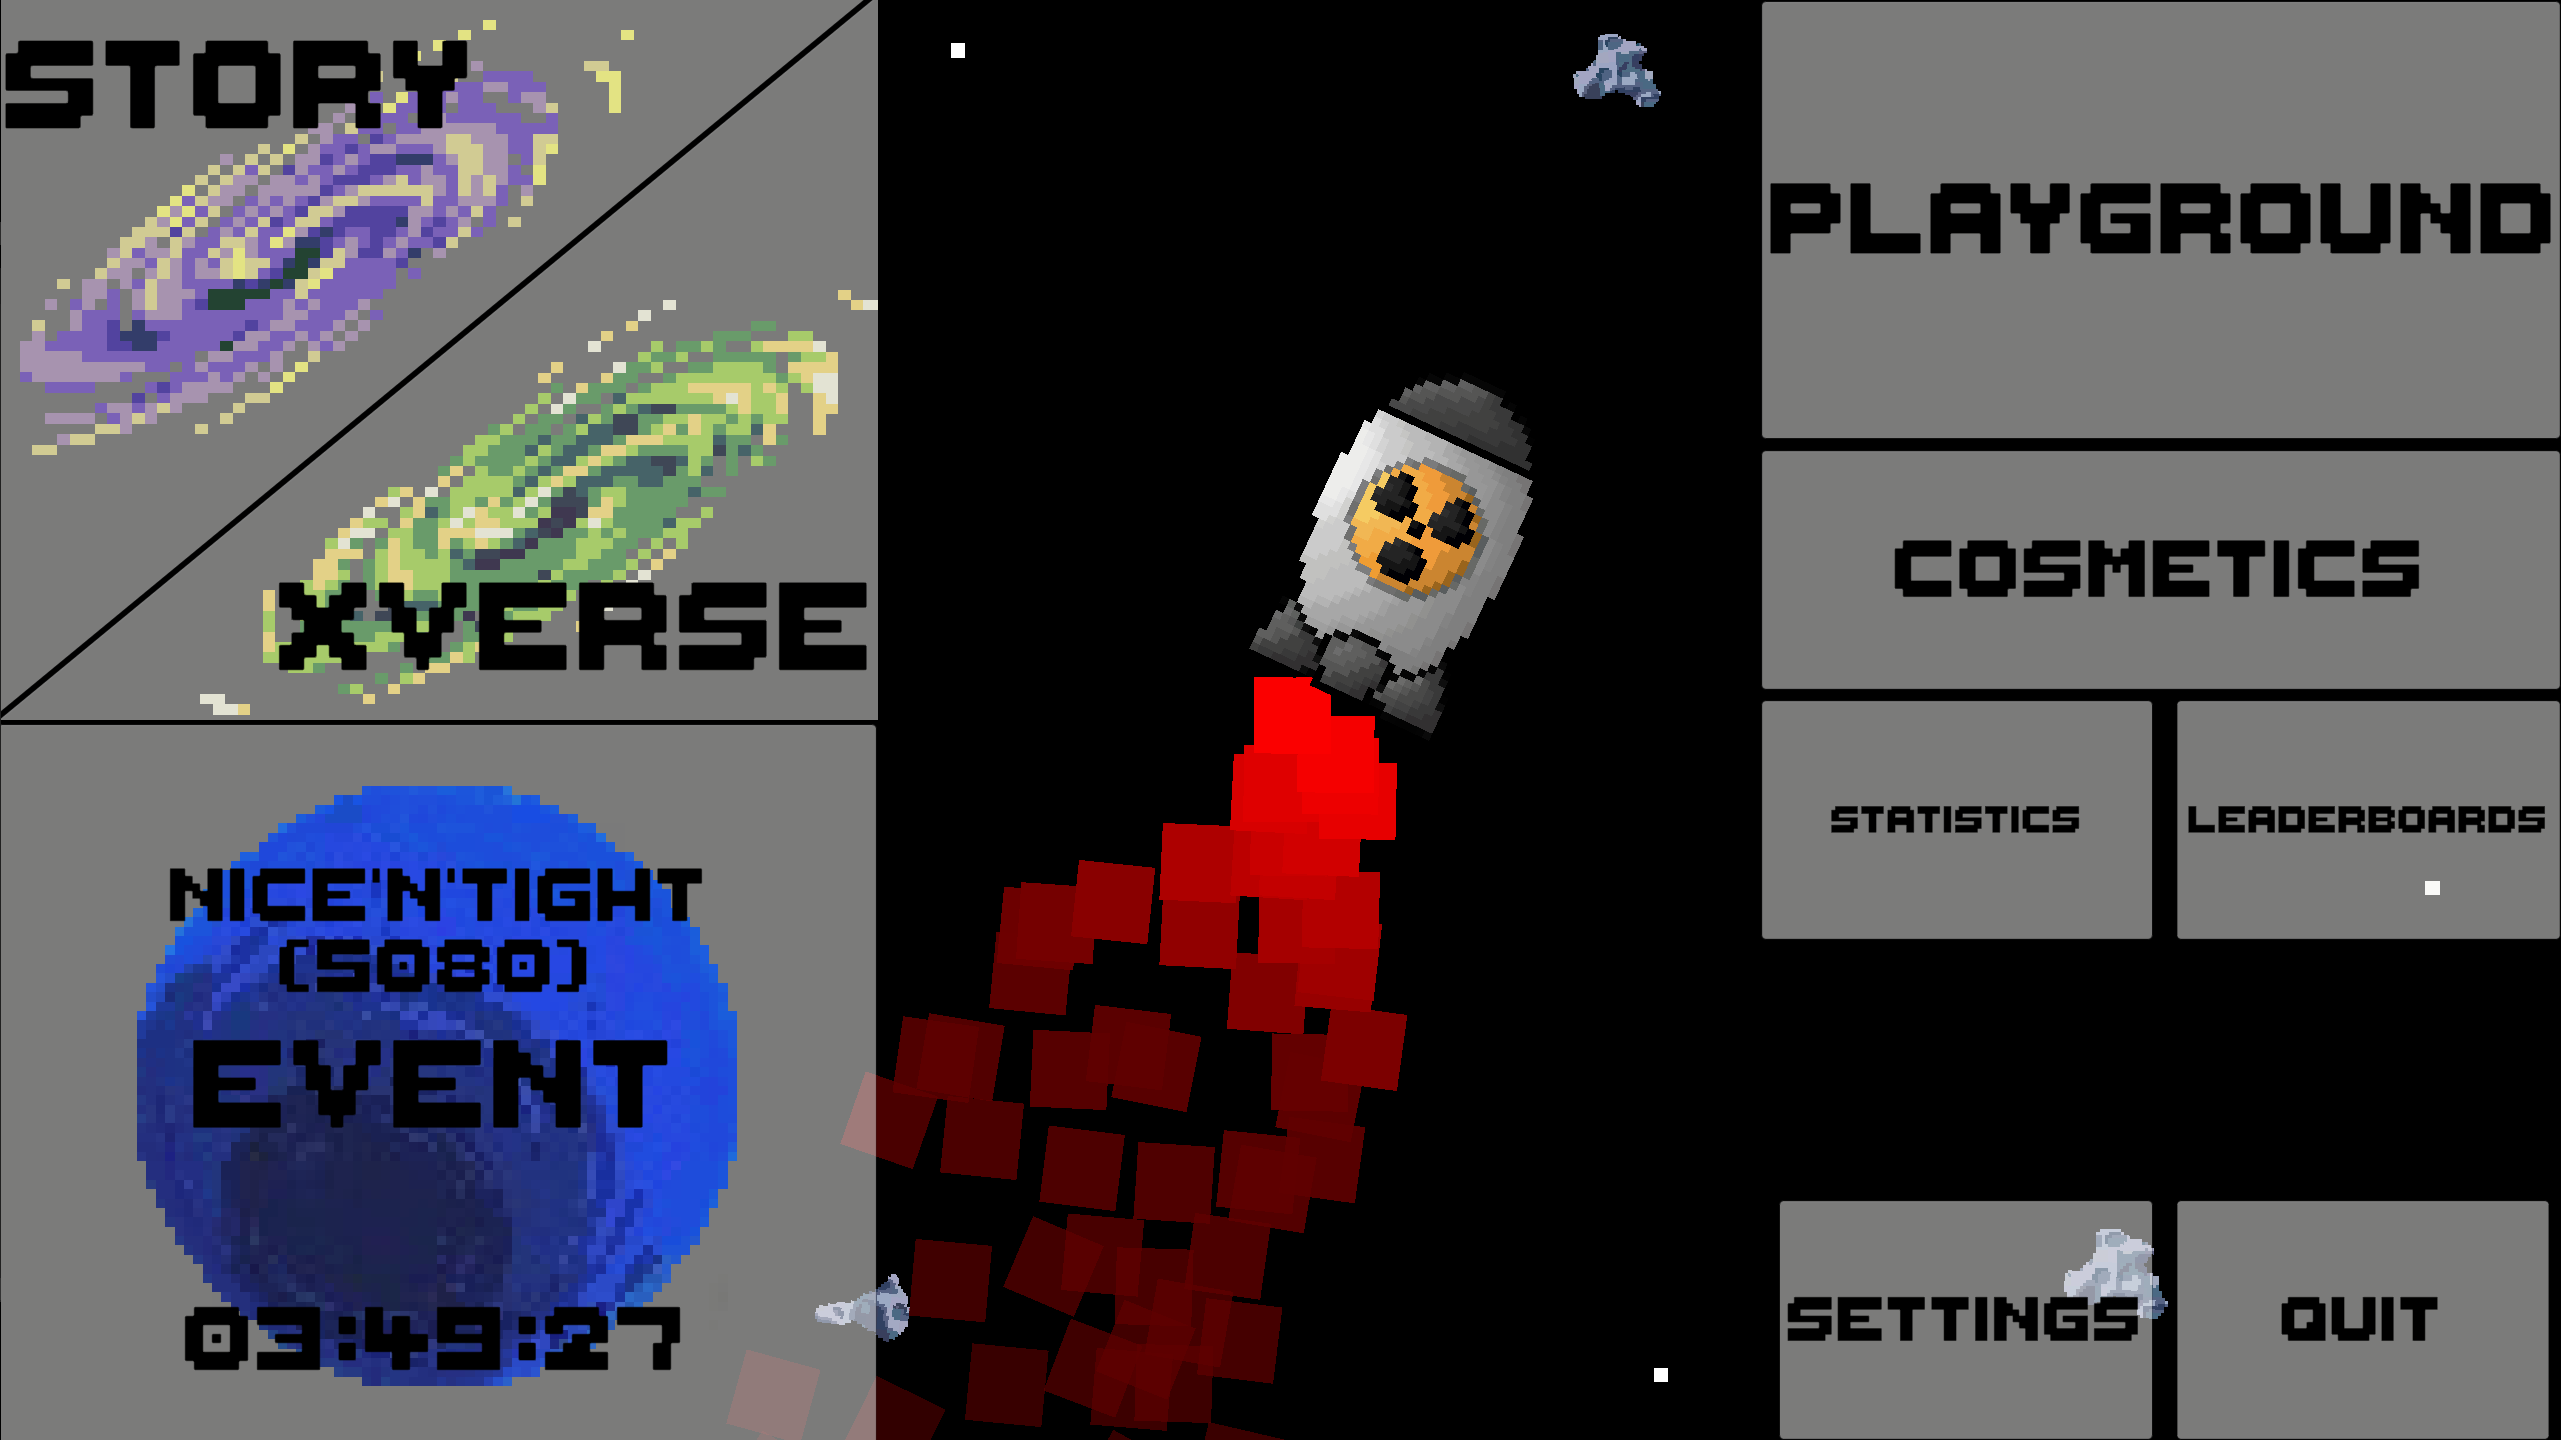 STORY
XVERSE
NICE'N'TIGHT
(5080)
EVENT
03:49:27
PLAYGROUND
COSMETICS
STATISTICS
LEADERBOARDS
SETTINGS
QUIT